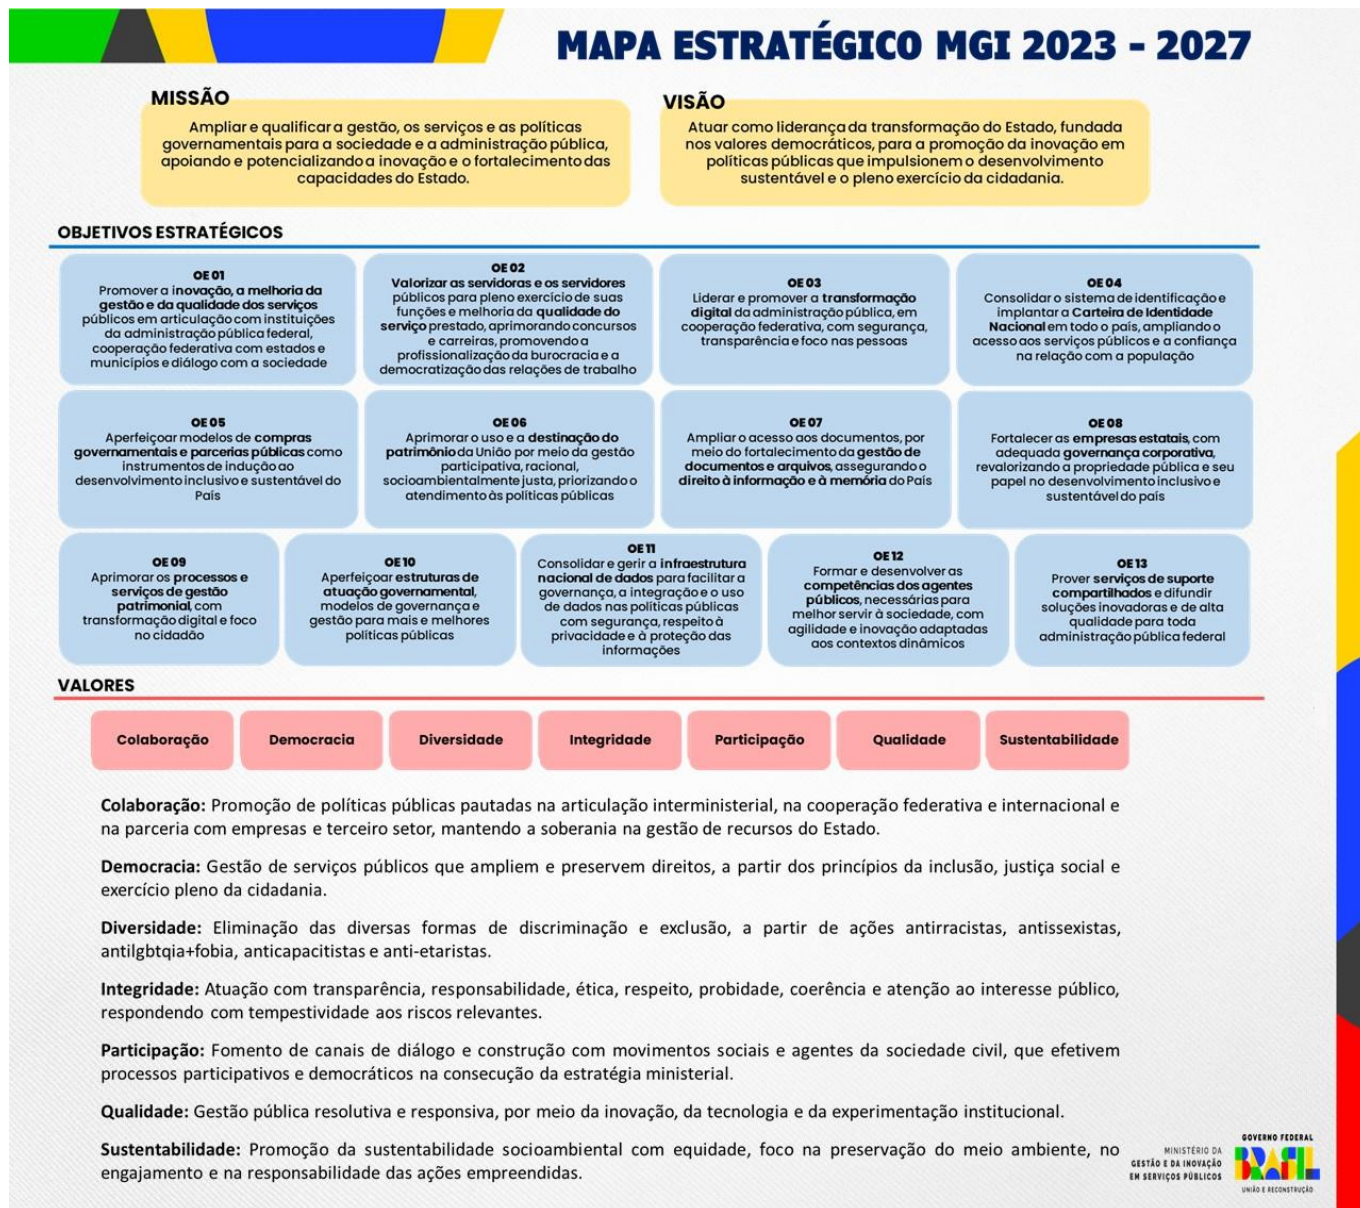 MAPA ESTRATÉGICO MGI 2023 - 2027
MISSÃO
Ampliar e qualificar a gestão, os serviços e as políticas
governamentais para a sociedade e a administração pública,
apoiando e potencializando a inovação e o fortalecimento das
capacidades do Estado.
VISÃO
Atuar como liderança da transformação do Estado, fundada
nos valores democráticos, para a promoção da inovação em
políticas públicas que impulsionem o desenvolvimento
sustentável e o pleno exercício da cidadania.
OBJETIVOS ESTRATÉGICOS
OE 01
Promover a inovação, a melhoria da
gestão e da qualidade dos serviços
públicos em articulação com instituições
da administração pública federal,
cooperação federativa com estados e
municípios e diálogo com a sociedade
OE 02
Valorizar as servidoras e os servidores
públicos para pleno exercício de suas
funções e melhoria da qualidade do
serviço prestado, aprimorando concursos
e carreiras, promovendo a
profissionalização da burocracia e a
democratização das relações de trabalho
OE 03
Liderar e promover a transformação
digital da administração pública, em
cooperação federativa, com segurança,
transparência e foco nas pessoas
OE 04
Consolidar o sistema de identificação e
implantar a Carteira de Identidade
Nacional em todo o país, ampliando o
acesso aos serviços públicos e a confiança
na relação com a população
OE 05
Aperfeiçoar modelos de compras
governamentais e parcerias públicas como
instrumentos de indução ao
desenvolvimento inclusivo e sustentável do
País
OE 06
Aprimorar o uso e a destinação do
patrimônio da União por meio da gestão
participativa, racional,
socioambientalmente justa, priorizando o
atendimento às políticas públicas
OE 07
Ampliar o acesso aos documentos, por
meio do fortalecimento da gestão de
documentos e arquivos, assegurando o
direito à informação e à memória do País
OE 08
Fortalecer as empresas estatais, com
adequada governança corporativa,
revalorizando a propriedade pública e seu
papel no desenvolvimento inclusivo e
sustentável do país
OE 09
Aprimorar os processos e
serviços de gestão
patrimonial, com
transformação digital e foco
no cidadão
OE 10
Aperfeiçoar estruturas de
atuação governamental,
modelos de governança e
gestão para mais e melhores
políticas públicas
OE 11
Consolidar e gerir a infraestrutura
nacional de dados para facilitar a
governança, a integração e o uso
de dados nas políticas públicas
com segurança, respeito à
privacidade e à proteção das
informações
OE 12
Formar e desenvolver as
competências dos agentes
públicos, necessárias para
melhor servir à sociedade, com
agilidade e inovação adaptadas
aos contextos dinâmicos
OE 13
Prover serviços de suporte
compartilhados e difundir
soluções inovadoras e de alta
qualidade para toda
administração pública federal
VALORES
Colaboração
Democracia
Diversidade
Integridade
Participação
Qualidade
Sustentabilidade
Colaboração: Promoção de políticas públicas pautadas na articulação interministerial, na cooperação federativa e internacional e
na parceria com empresas e terceiro setor, mantendo a soberania na gestão de recursos do Estado.
Democracia: Gestão de serviços públicos que ampliem e preservem direitos, a partir dos princípios da inclusão, justiça social e
exercício pleno da cidadania.
Diversidade: Eliminação das diversas formas de discriminação e exclusão, a partir de ações antirracistas, antissexistas,
antilgbtqia+fobia, anticapacitistas e anti-etaristas.
Integridade: Atuação com transparência, responsabilidade, ética, respeito, probidade, coerência e atenção ao interesse público,
respondendo com tempestividade aos riscos relevantes.
Participação: Fomento de canais de diálogo e construção com movimentos sociais e agentes da sociedade civil, que efetivem
processos participativos e democráticos na consecução da estratégia ministerial.
Qualidade: Gestão pública resolutiva e responsiva, por meio da inovação, da tecnologia e da experimentação institucional.
Sustentabilidade: Promoção da sustentabilidade socioambiental com equidade, foco na preservação do meio ambiente, no
engajamento e na responsabilidade das ações empreendidas.
MINISTÉRIO DA
GESTÃO E DA INOVAÇÃO
EM SERVIÇOS PÚBLICOS
GOVERNO FEDERAL
BRASIL
UNIÃO E RECONSTRUÇÃO